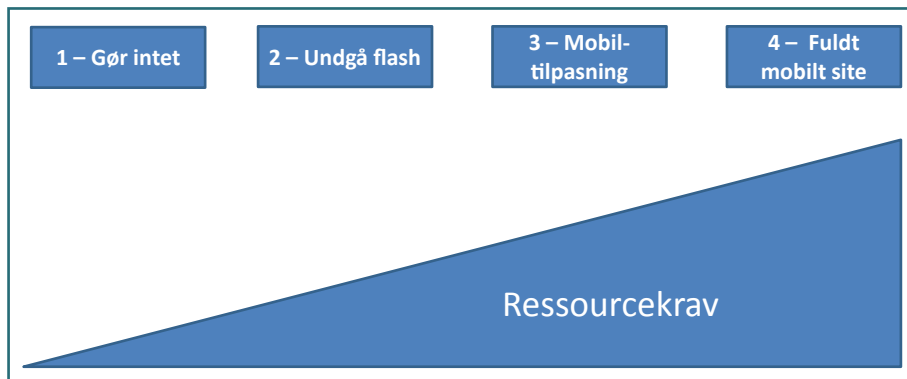 1 – Gør intet
2 – Undgå flash
3 – Mobil-
tilpasning
4 –  Fuldt
mobilt site
Ressourcekrav